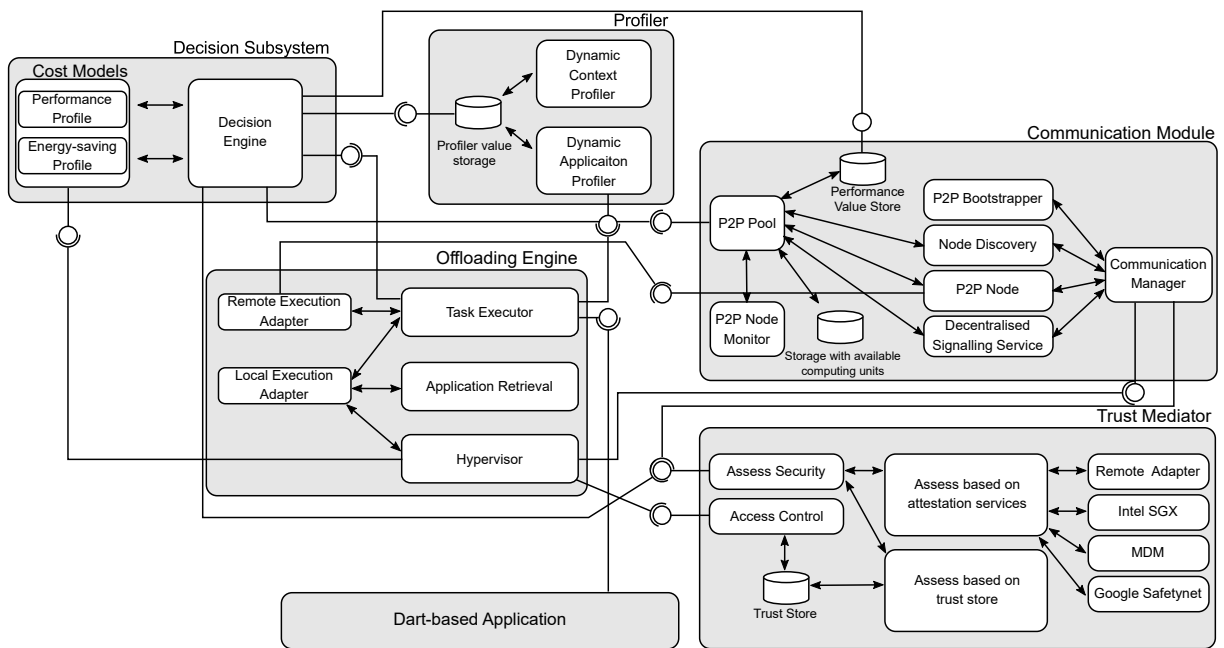 Decision Subsystem
Cost Models
Performance
Profile
Energy-saving
Profile
Decision
Engine
Profiler
Dynamic
Context
Profiler
Profiler value
storage
Dynamic
Applicaiton
Profiler
Communication Module
Performance
Value Store
P2P Pool
P2P Bootstrapper
Node Discovery
P2P Node
Decentralised
Signalling Service
Communication
Manager
P2P Node
Monitor
Storage with available
computing units
Offloading Engine
Remote Execution
Adapter
Task Executor
Local Execution
Adapter
Application Retrieval
Hypervisor
Trust Mediator
Assess Security
Access Control
Trust Store
Assess based on
attestation services
Assess based on
trust store
Remote Adapter
Intel SGX
MDM
Google Safetynet
Dart-based Application